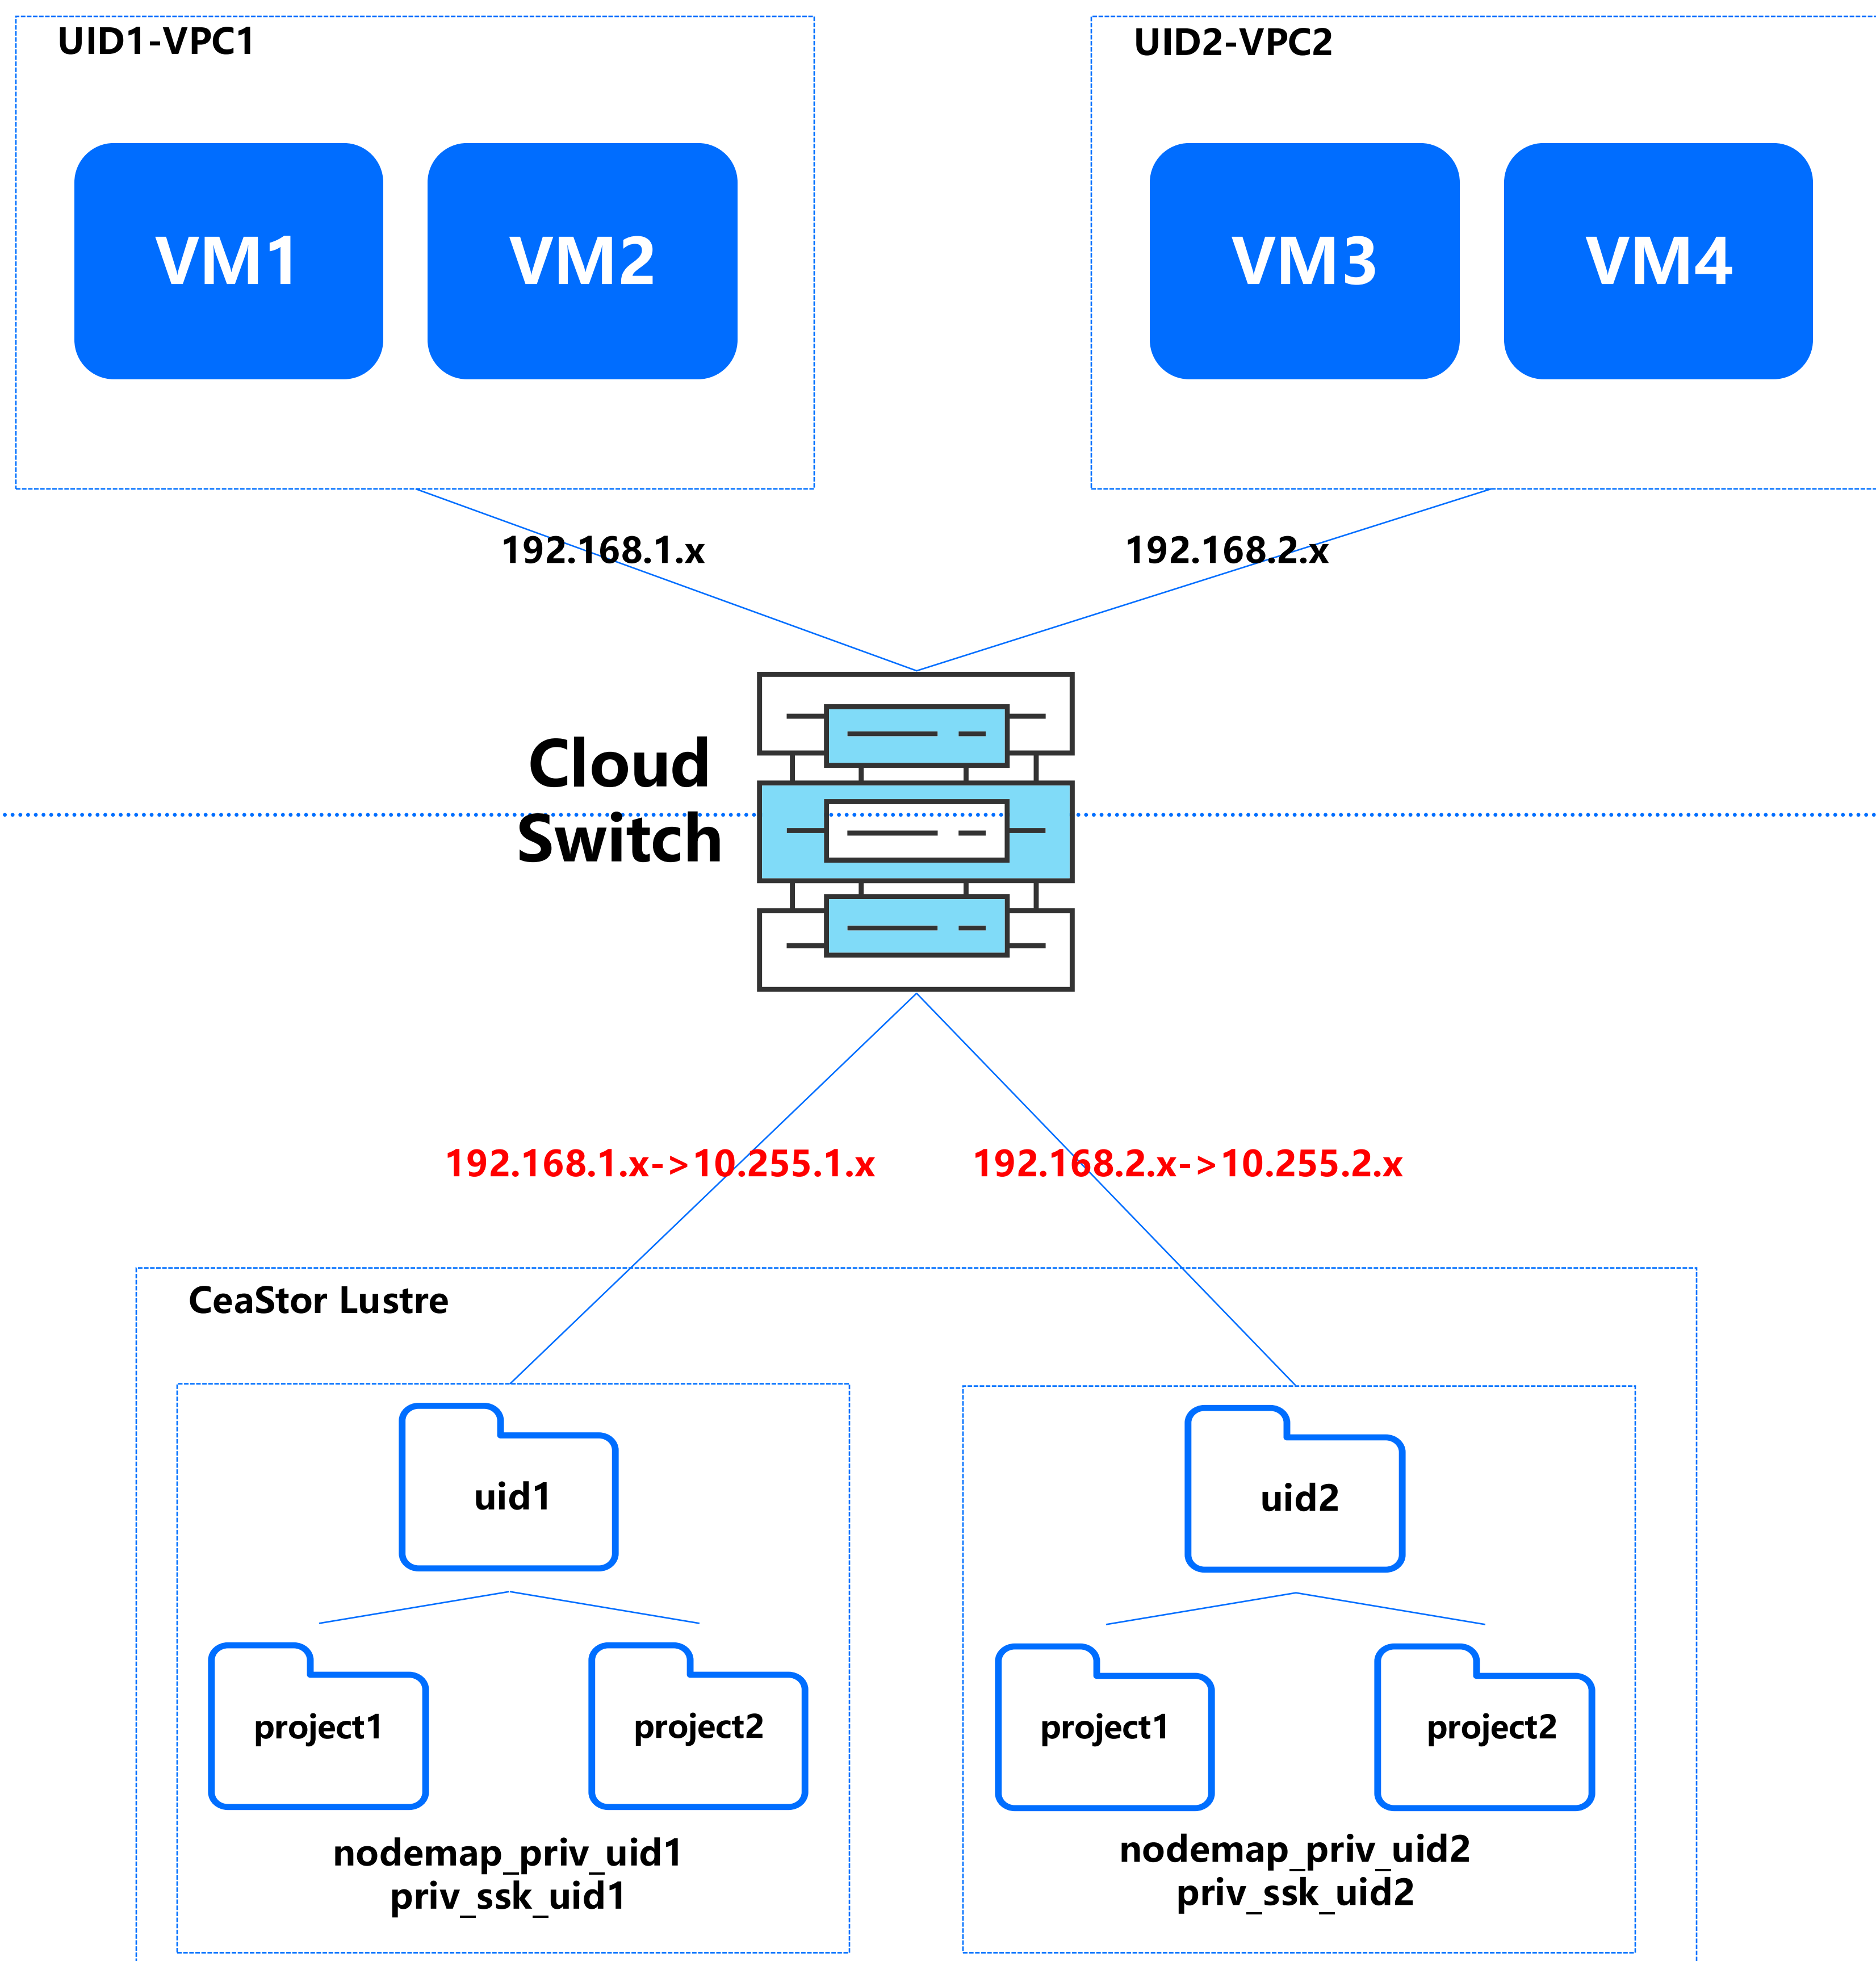 UID1-VPC1
UID2-VPC2
VM1
VM2
VM3
VM4
192.168.1.x
192.168.2.x
Cloud
Switch
192.168.1.x->10.255.1.x
192.168.2.x->10.255.2.x
CeaStor Lustre
uid1
uid2
project1
project2
project1
project2
nodemap_priv_uid1
priv_ssk_uid1
nodemap_priv_uid2
priv_ssk_uid2